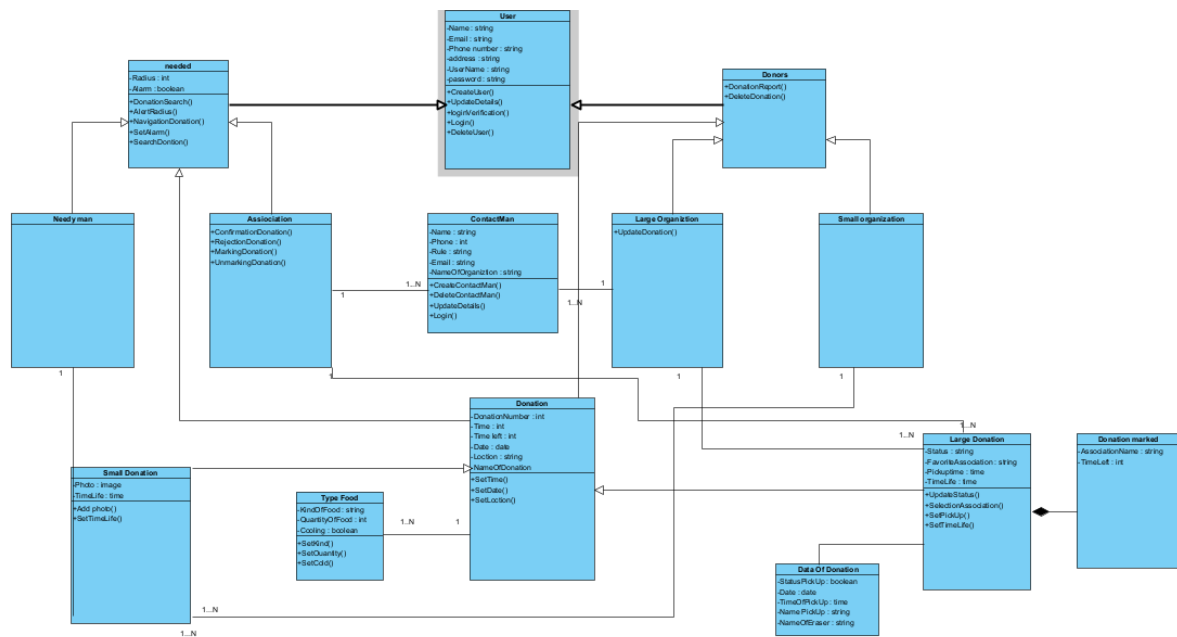 User
-Name : string
-Email : string
-Phone number : string
-address : string
-UserName : string
-password : string
+CreateUser()
+UpdateDetails()
+loginVerification()
+Login()
+DeleteUser()
needed
-Radius : int
-Alarm : boolean
+DonationSearch()
+AlertRadius()
+NavigationDonation()
+SetAlarm()
+SearchDontion()
Donors
+DonationReport()
+DeleteDonation()
Needy man
Assiociation
+ConfirmationDonation()
+RejectionDonation()
+MarkingDonation()
+UnmarkingDonation()
ContactMan
-Name : string
-Phone : int
-Rule : string
-Email : string
-NameOfOrganiztion : string
+CreateContactMan()
+DeleteContactMan()
+UpdateDetails()
+Login()
Large Organiztion
+UpdateDonation()
Small organization
1
1...N
1...N
1
1
1
1
1
Donation
-DonationNumber : int
-Time : int
-Time left : int
-Date : date
-Loction : string
-NameOfDonation
+SetTime()
+SetDate()
+SetLoction()
1...N
1...N
Large Donation
-Status : string
-FavoriteAssociation : string
-Pickuptime : time
-TimeLife : time
+UpdateStatus()
+SelectionAssociation()
+SetPickUp()
+SetTimeLife()
Donation marked
-AssociationName : string
-TimeLeft : int
Small Donation
-Photo : image
-TimeLife : time
+Add photo()
+SetTimeLife()
Type Food
-KindOfFood : string
-QuantityOfFood : int
-Cooling : boolean
+SetKind()
+SetQuantity()
+SetCold()
1...N
1
Data Of Donation
-StatusPickUp : boolean
-Date : date
-TimeOfPickUp : time
-Name PickUp : string
-NameOfEraser : string
1...N
1...N